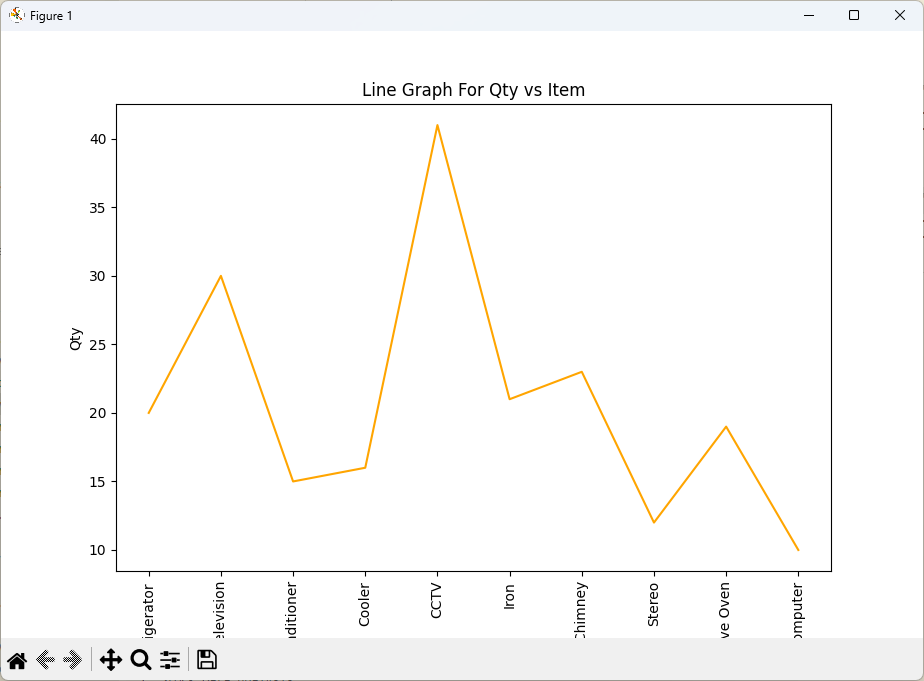 Figure 1
Line Graph For Qty vs Item
40
35
30
25
20
15
10
Qty
igerator
elevision
nditioner
Cooler
CCTV
Iron
Chimney
Stereo
ve Oven
omputer